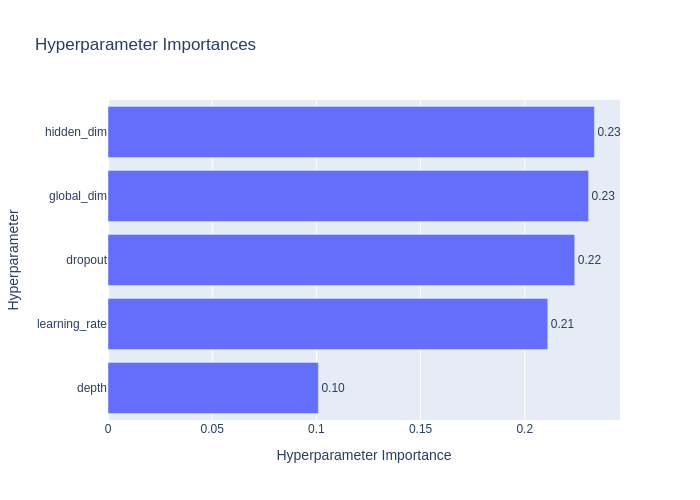 Hyperparameter Importances
Hyperparameter
hidden_dim
0.23
global_dim
0.23
dropout
0.22
learning_rate
0.21
depth
0.10
0
0.05
0.1
0.15
0.2
Hyperparameter Importance